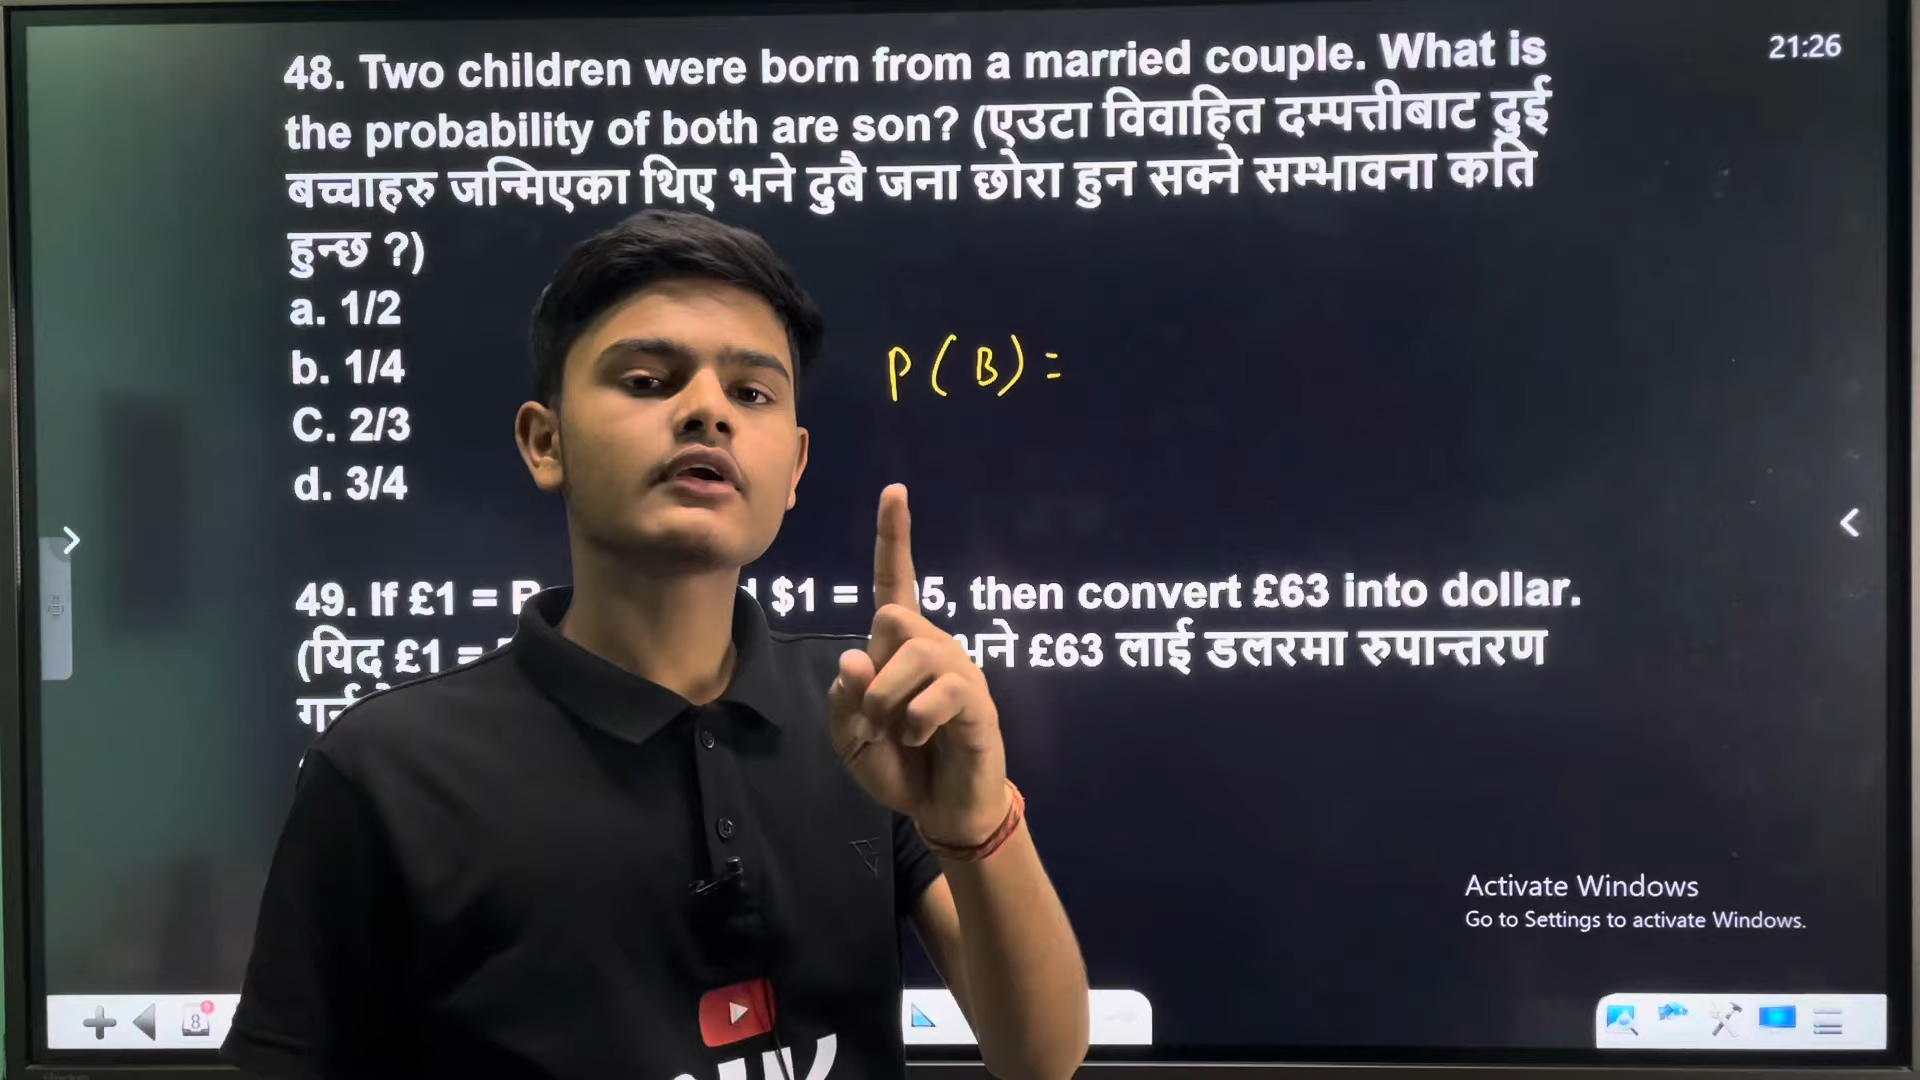 48. Two children were born from a married couple. What is
21:26
the probability of both are son? (एउटा विवाहित दम्पत्तीबाट दुई
बच्चाहरु जन्मिएका थिए भने दुबै जना छोरा हुन सक्ने सम्भावना कति
हुन्छ ?)
a. 1/2
b. 1/4
C. 2/3
d. 3/4
P(B)=
49. If £1 = $1 = then convert £63 into dollar.
(यिद £1 = भने £63 लाई डलरमा रुपान्तरण
Activate Windows
Go to Settings to activate Windows.
8